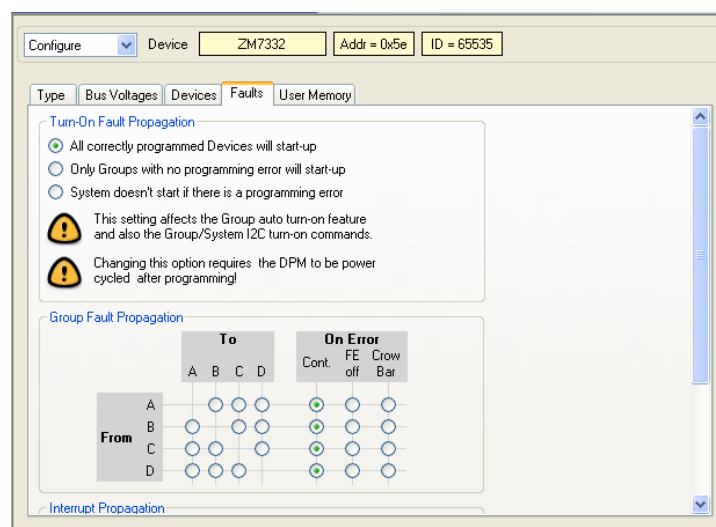 Configure Device ZM7332 Addr = 0x5e ID = 65535
Type Bus Voltages Devices Faults User Memory
Turn-On Fault Propagation
All correctly programmed Devices will start-up
Only Groups with no programming error will start-up
System doesn't start if there is a programming error
This setting affects the Group auto turn-on feature
and also the Group/System I2C turn-on commands.
Changing this option requires the DPM to be power
cycled after programming!
Group Fault Propagation
To On Error
A B C D Cont. FE off Crow Bar
From
A
B
C
D
Interrupt Propagation